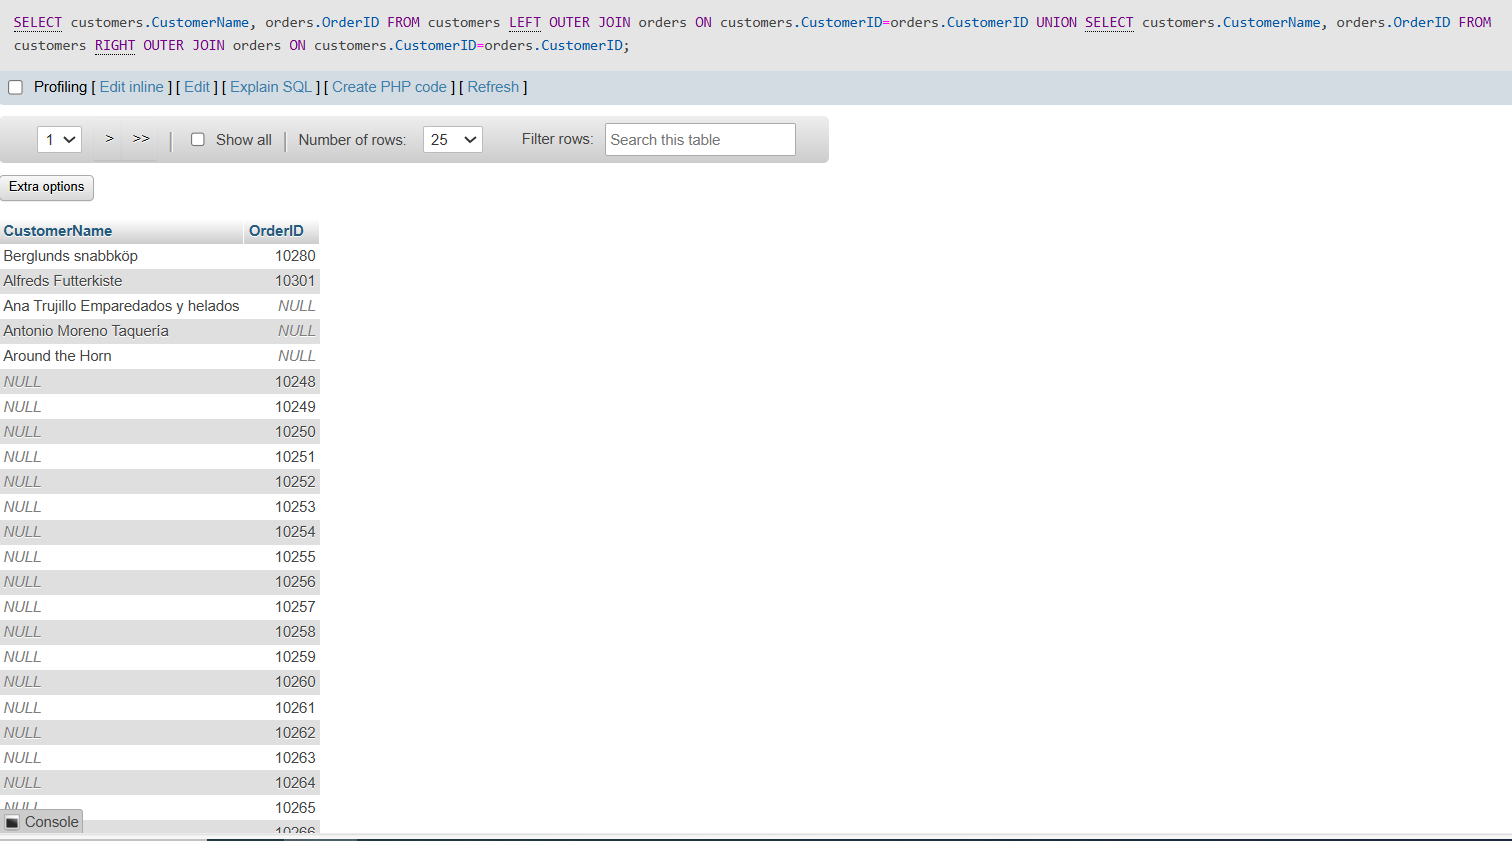 SELECT customers.CustomerName, orders.OrderID FROM customers LEFT OUTER JOIN orders ON customers.CustomerID=orders.CustomerID UNION SELECT customers.CustomerName, orders.OrderID FROM
customers RIGHT OUTER JOIN orders ON customers.CustomerID=orders.CustomerID;
Profiling [ Edit inline ] [ Edit ] [ Explain SQL ] [ Create PHP code ] [ Refresh ]
1 > >> | Show all | Number of rows: 25 Filter rows: Search this table
Extra options
CustomerName OrderID
Berglunds snabbköp 10280
Alfreds Futterkiste 10301
Ana Trujillo Emparedados y helados NULL
Antonio Moreno Taquería NULL
Around the Horn NULL
NULL 10248
NULL 10249
NULL 10250
NULL 10251
NULL 10252
NULL 10253
NULL 10254
NULL 10255
NULL 10256
NULL 10257
NULL 10258
NULL 10259
NULL 10260
NULL 10261
NULL 10262
NULL 10263
NULL 10264
NULL 10265
Console 10266